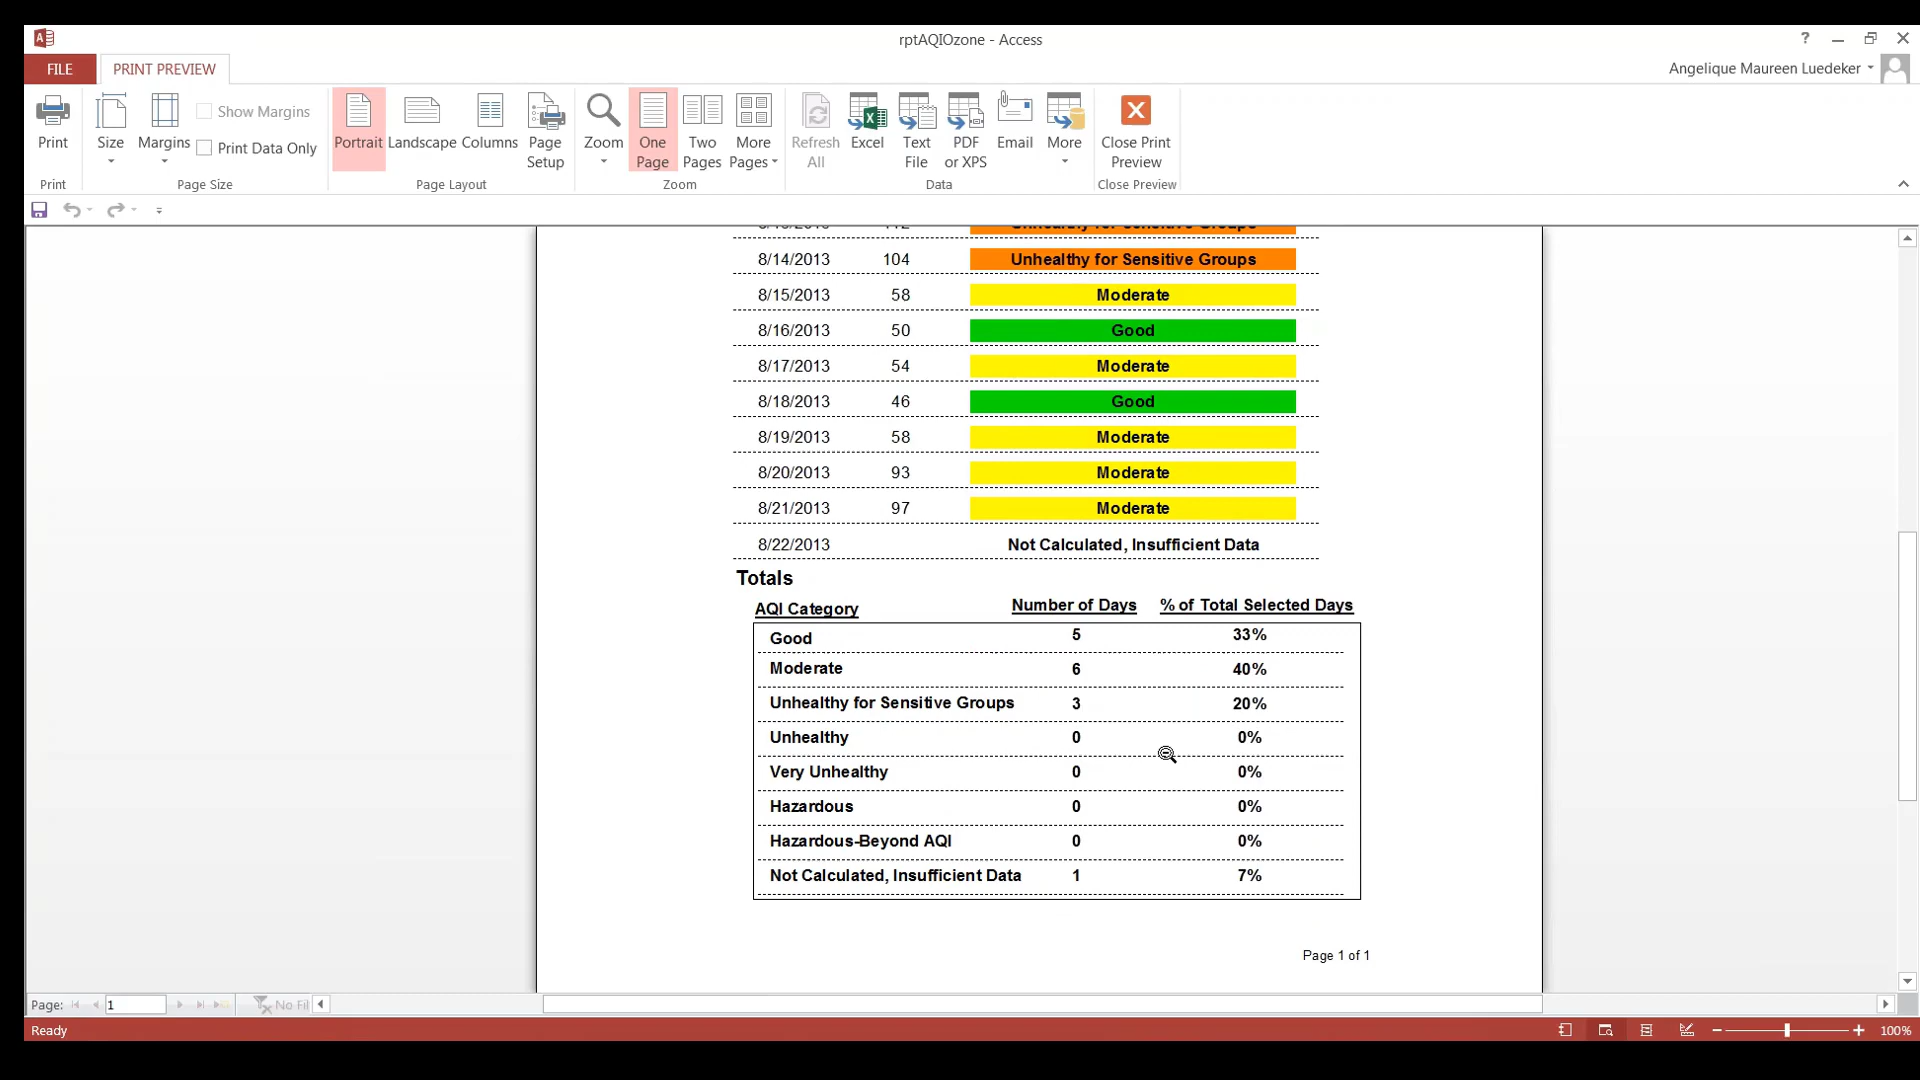 rptAQIOzone - Access
?
FILE
PRINT PREVIEW
Angelique Maureen Luedeker
Print
Size
Margins
Show Margins
Print Data Only
Portrait
Landscape
Columns
Page Setup
Zoom
One Page
Two Pages
More Pages
Refresh All
Excel
Text File
PDF or XPS
Email
More
Close Print Preview
Print
Page Size
Page Layout
Zoom
Data
Close Preview
8/14/2013 104 Unhealthy for Sensitive Groups
8/15/2013 58 Moderate
8/16/2013 50 Good
8/17/2013 54 Moderate
8/18/2013 46 Good
8/19/2013 58 Moderate
8/20/2013 93 Moderate
8/21/2013 97 Moderate
8/22/2013 Not Calculated, Insufficient Data
Totals
AQI Category Number of Days % of Total Selected Days
Good 5 33%
Moderate 6 40%
Unhealthy for Sensitive Groups 3 20%
Unhealthy 0 0%
Very Unhealthy 0 0%
Hazardous 0 0%
Hazardous-Beyond AQI 0 0%
Not Calculated, Insufficient Data 1 7%
Page 1 of 1
Page: 1 No Fil
Ready
100%